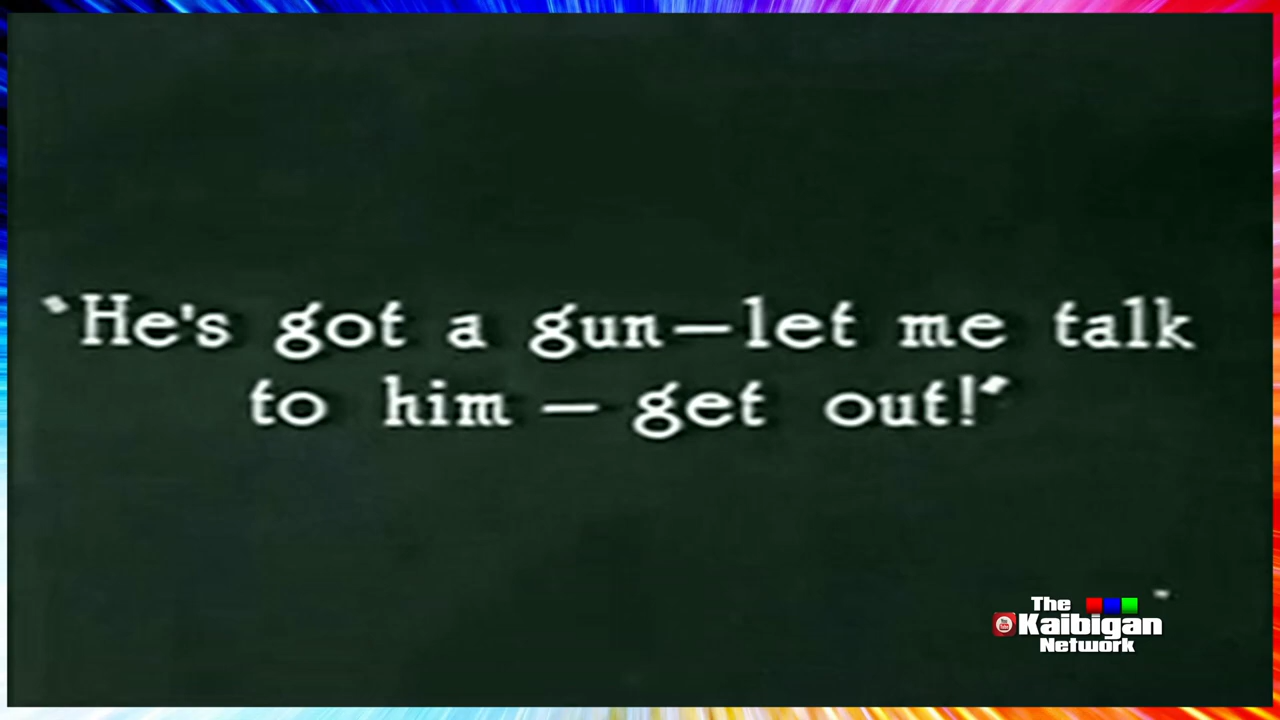 "He's got a gun—let me talk
to him — get out!"
The
Kaibigan
Network